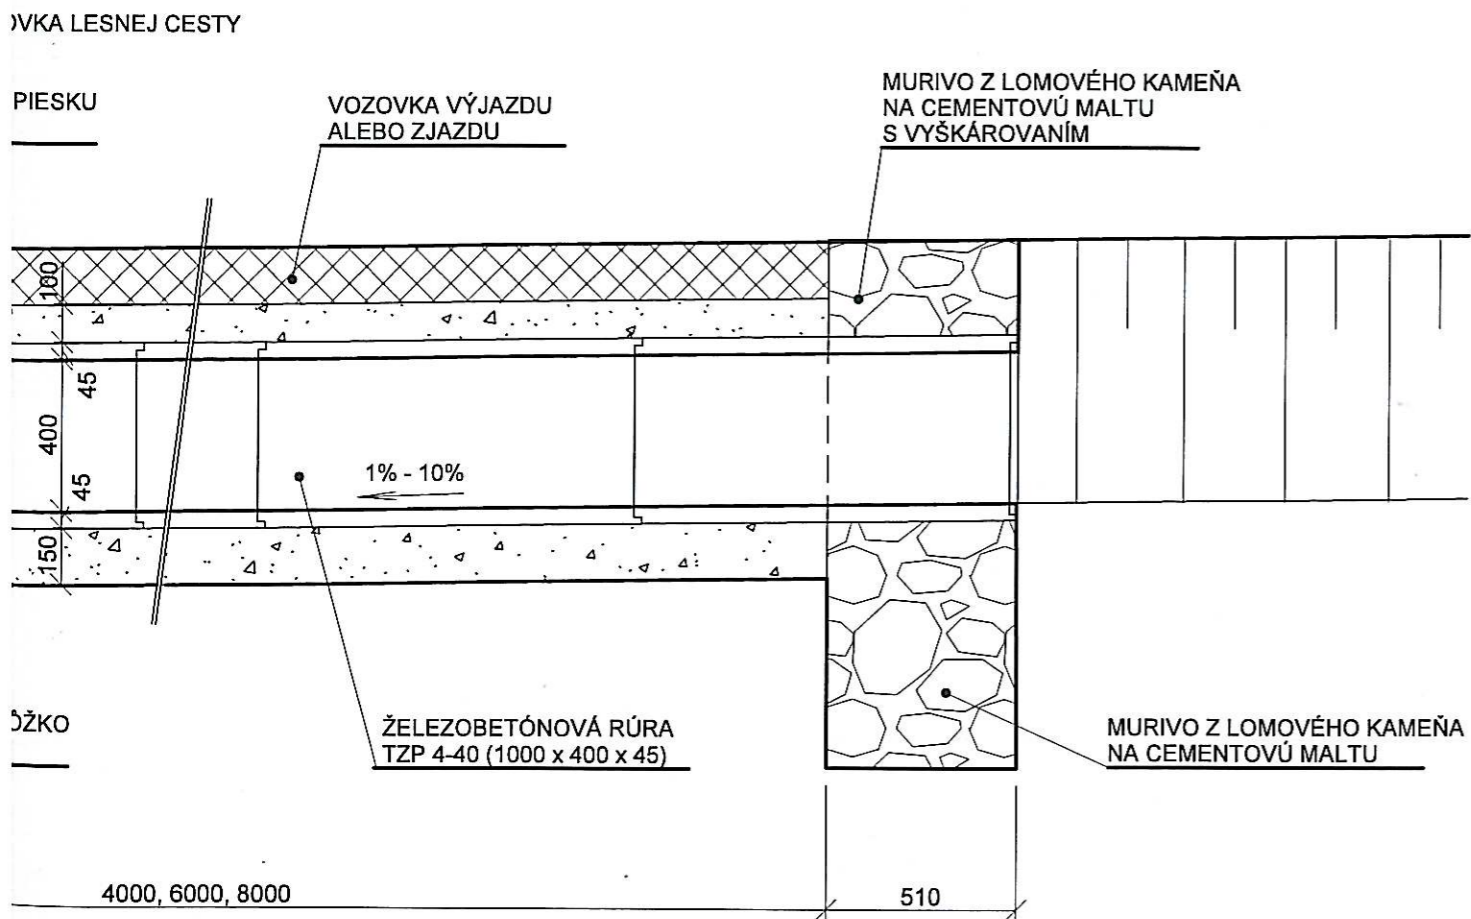 LESNEJ CESTY
PIESKU
VOZOVKA VÝJAZDU
ALEBO ZJAZDU
MURIVO Z LOMOVÉHO KAMEŇA
NA CEMENTOVÚ MALTU
S VYŠKÁROVANÍM
100
45
400
45
150
1% - 10%
ŽELEZOBETÓNOVÁ RÚRA
TZP 4-40 (1000 x 400 x 45)
MURIVO Z LOMOVÉHO KAMEŇA
NA CEMENTOVÚ MALTU
4000, 6000, 8000
510